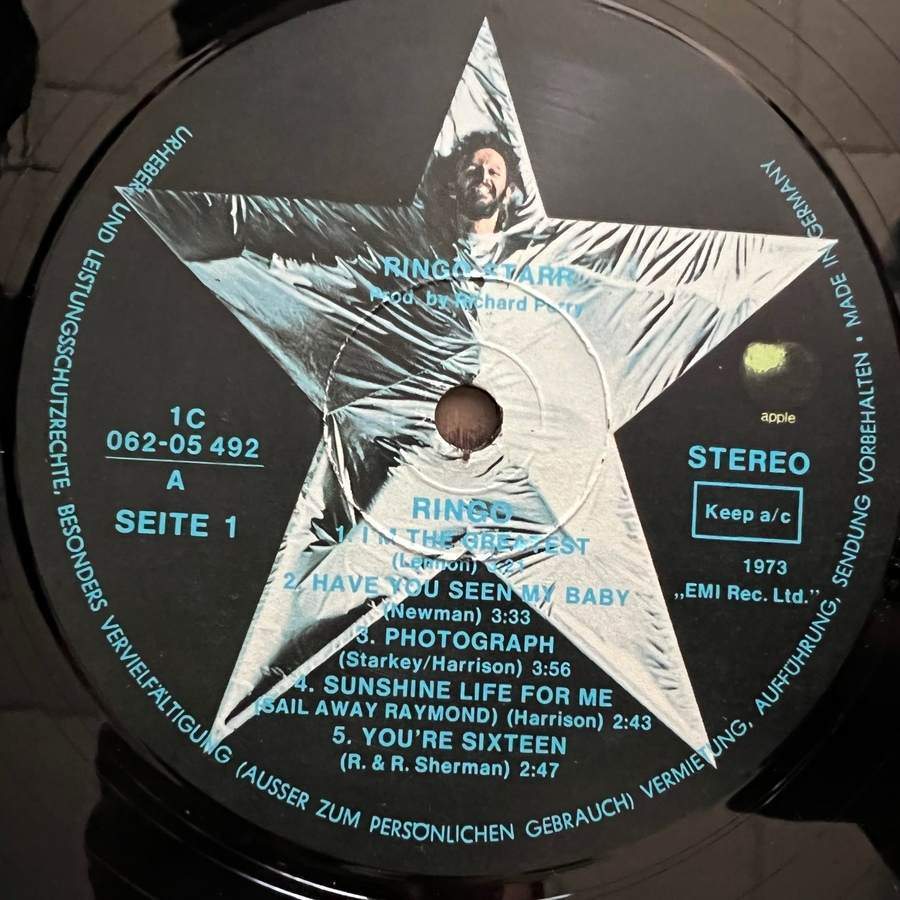 URHEBER UND LEISTUNGSSCHUTZRECHTE, BESONDERS VERVIELFÄLTIGUNG (AUSSER ZUM PERSÖNLICHEN GEBRAUCH) VERMIETUNG, AUFFÜHRUNG, SENDUNG VORBEHALTEN · MADE IN GERMANY
RINGO STARR
Prod. by Richard Perry
apple
1C
062-05 492
A
SEITE 1
STEREO
Keep a/c
1973
„EMI Rec. Ltd.”
RINGO
1. I'M THE GREATEST
(Lennon) 3:21
2. HAVE YOU SEEN MY BABY
(Newman) 3:33
3. PHOTOGRAPH
(Starkey/Harrison) 3:56
4. SUNSHINE LIFE FOR ME
(SAIL AWAY RAYMOND) (Harrison) 2:43
5. YOU'RE SIXTEEN
(R. & R. Sherman) 2:47